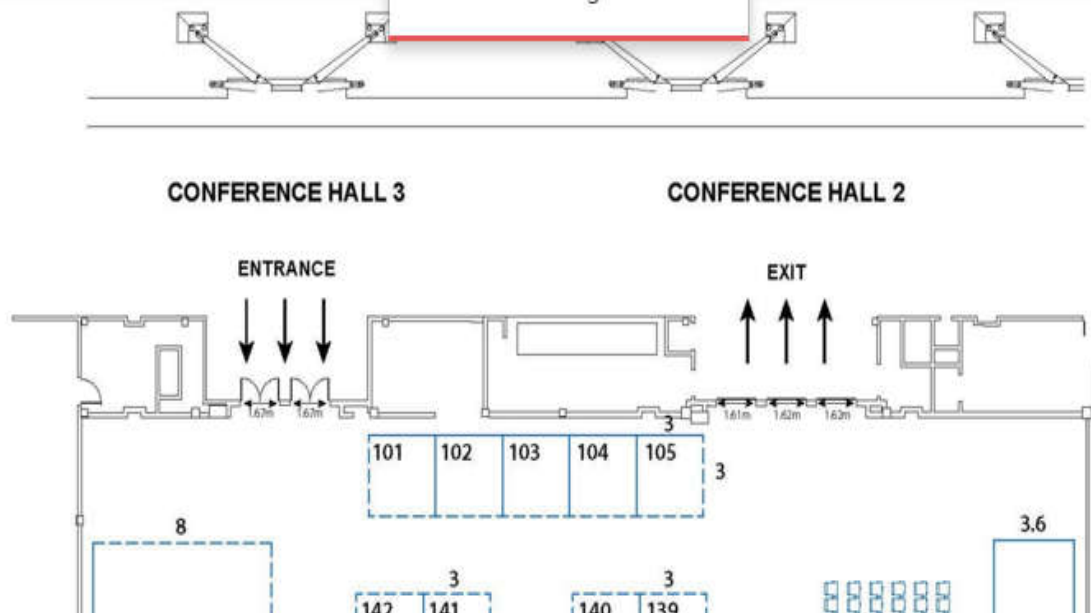 CONFERENCE HALL 3
CONFERENCE HALL 2
ENTRANCE
EXIT
1.67m 1.67m
1.61m 1.62m 1.62m
3
101 102 103 104 105
3
8
3.6
3
3
142 141 140 139